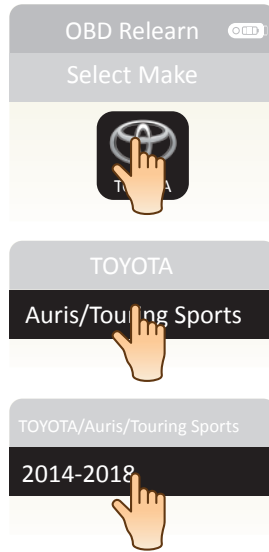 OBD Relearn
Select Make
TOYOTA
Auris/Touring Sports
TOYOTA/Auris/Touring Sports
2014-2018